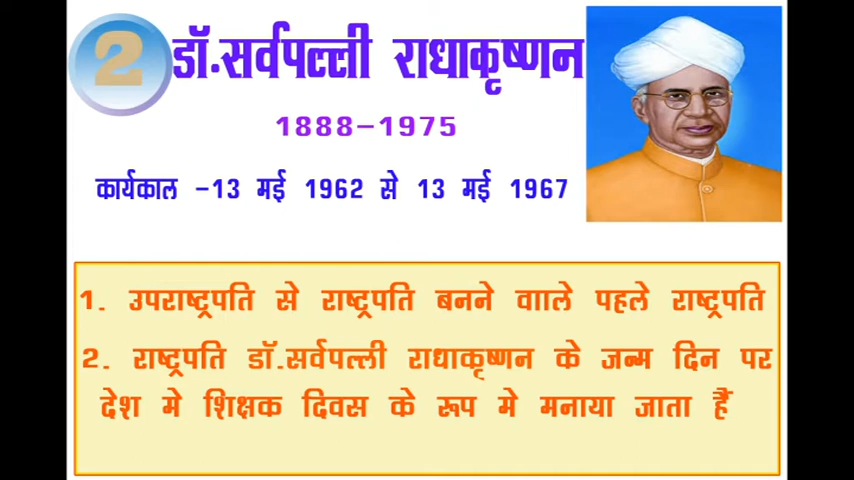 2
डॉ.सर्वपल्ली राधाकृष्णन
1888-1975
कार्यकाल -13 मई 1962 से 13 मई 1967
1. उपराष्ट्रपति से राष्ट्रपति बनने वााले पहले राष्ट्रपति
2. राष्ट्रपति डॉ.सर्वपल्ली राधाकृष्णन के जन्म दिन पर
देश मे शिक्षक दिवस के रूप मे मनाया जाता हैं